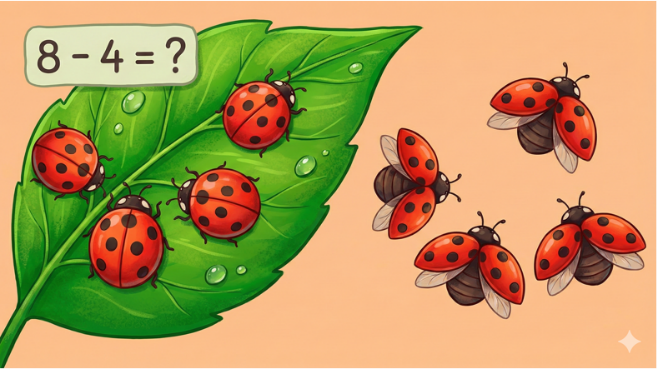 8 - 4 = ?